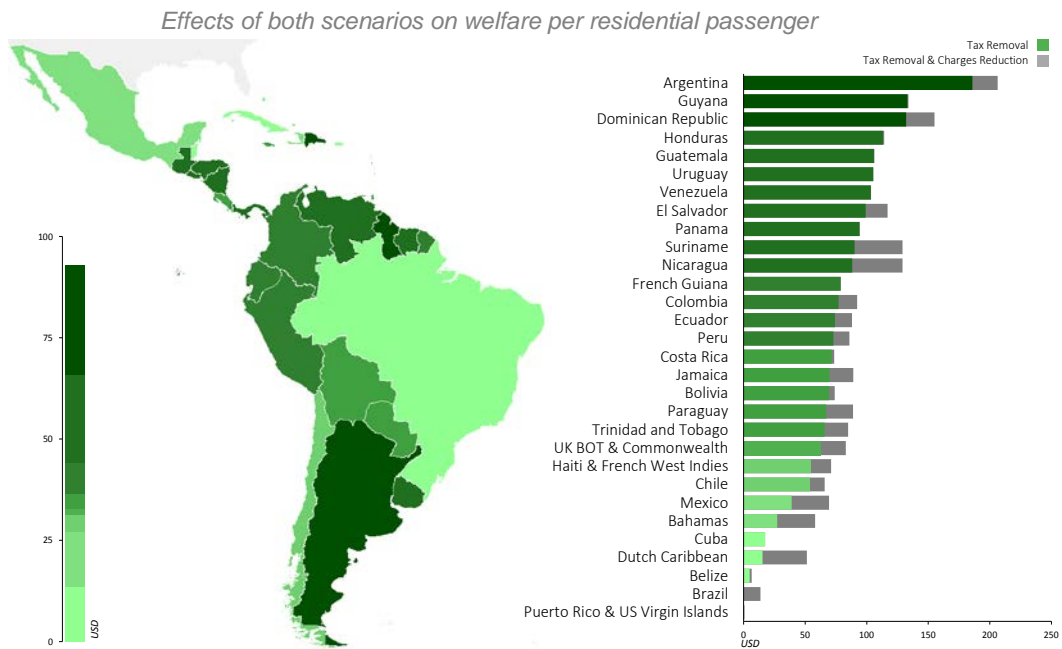 Effects of both scenarios on welfare per residential passenger
Tax Removal
Tax Removal & Charges Reduction
Argentina
Guyana
Dominican Republic
Honduras
Guatemala
Uruguay
Venezuela
El Salvador
Panama
Suriname
Nicaragua
French Guiana
Colombia
Ecuador
Peru
Costa Rica
Jamaica
Bolivia
Paraguay
Trinidad and Tobago
UK BOT & Commonwealth
Haiti & French West Indies
Chile
Mexico
Bahamas
Cuba
Dutch Caribbean
Belize
Brazil
Puerto Rico & US Virgin Islands
0 50 100 150 200 250
USD
100
75
50
25
0
USD